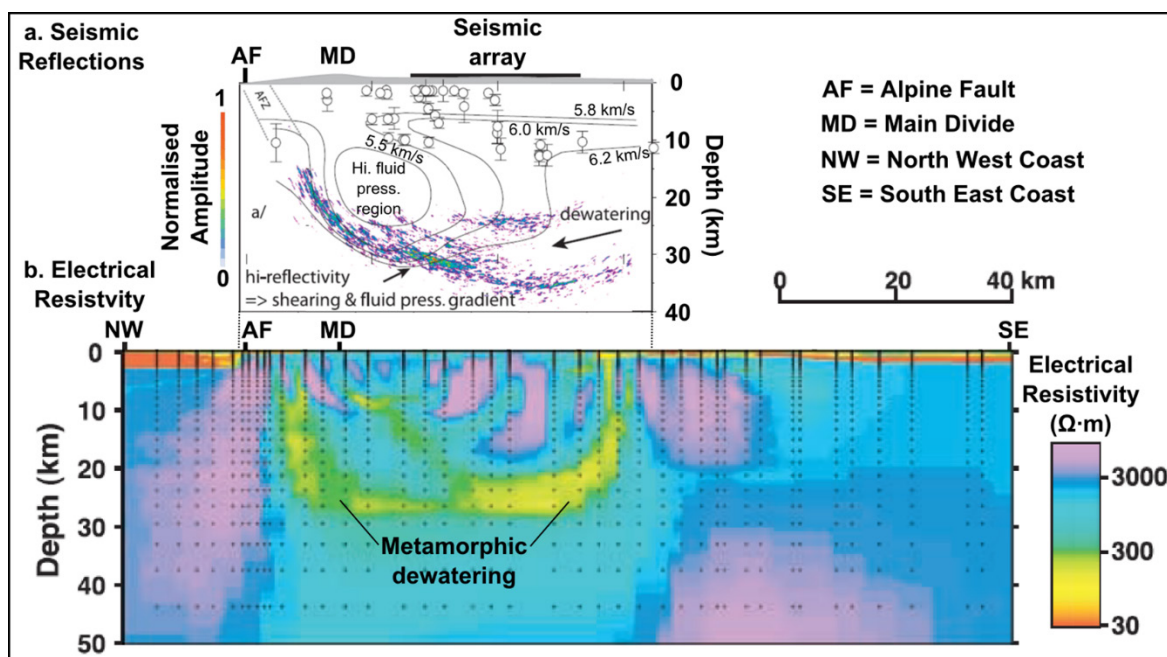 a. Seismic
Reflections
AF
MD
Seismic
array
AFZ
1
Normalised
Amplitude
0
5.8 km/s
6.0 km/s
5.5 km/s
6.2 km/s
Hi. fluid
press.
region
a/
dewatering
hi-reflectivity
=> shearing & fluid press. gradient
0
10
20
30
40
Depth (km)
AF = Alpine Fault
MD = Main Divide
NW = North West Coast
SE = South East Coast
0 20 40 km
b. Electrical
Resistvity
NW AF MD SE
0
10
20
30
40
50
Depth (km)
Metamorphic
dewatering
Electrical
Resistivity
(Ω·m)
3000
300
30